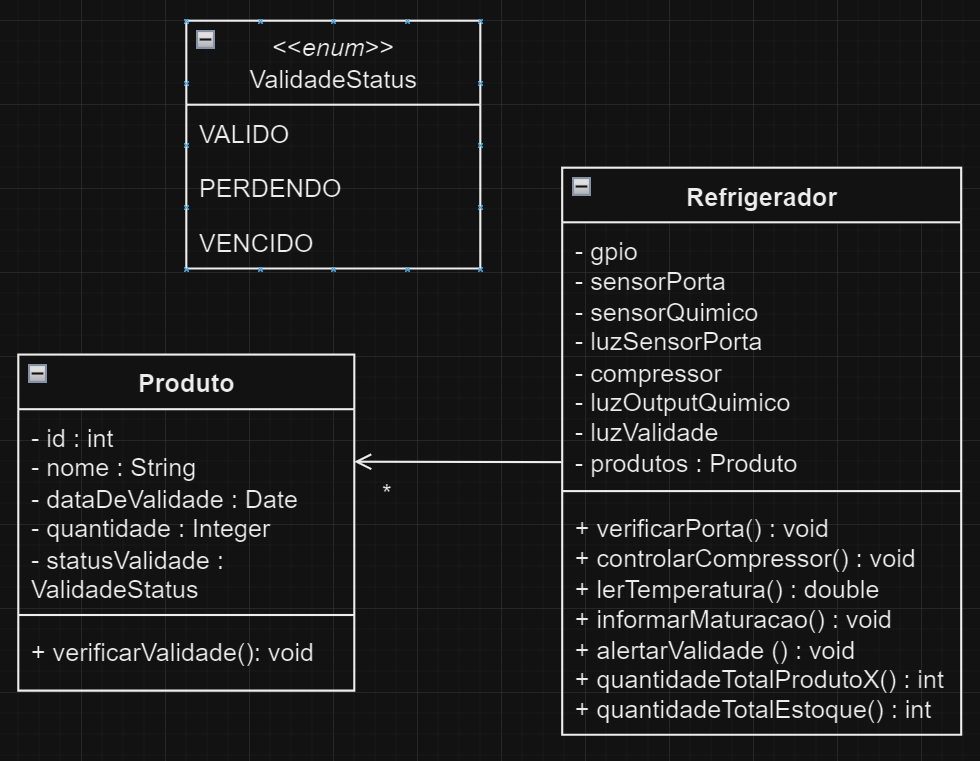 <<enum>>
ValidadeStatus
VALIDO
PERDENDO
VENCIDO
Produto
- id : int
- nome : String
- dataDeValidade : Date
- quantidade : Integer
- statusValidade :
ValidadeStatus
+ verificarValidade(): void
*
Refrigerador
- gpio
- sensorPorta
- sensorQuimico
- luzSensorPorta
- compressor
- luzOutputQuimico
- luzValidade
- produtos : Produto
+ verificarPorta() : void
+ controlarCompressor() : void
+ lerTemperatura() : double
+ informarMaturacao() : void
+ alertarValidade () : void
+ quantidadeTotalProdutoX() : int
+ quantidadeTotalEstoque() : int